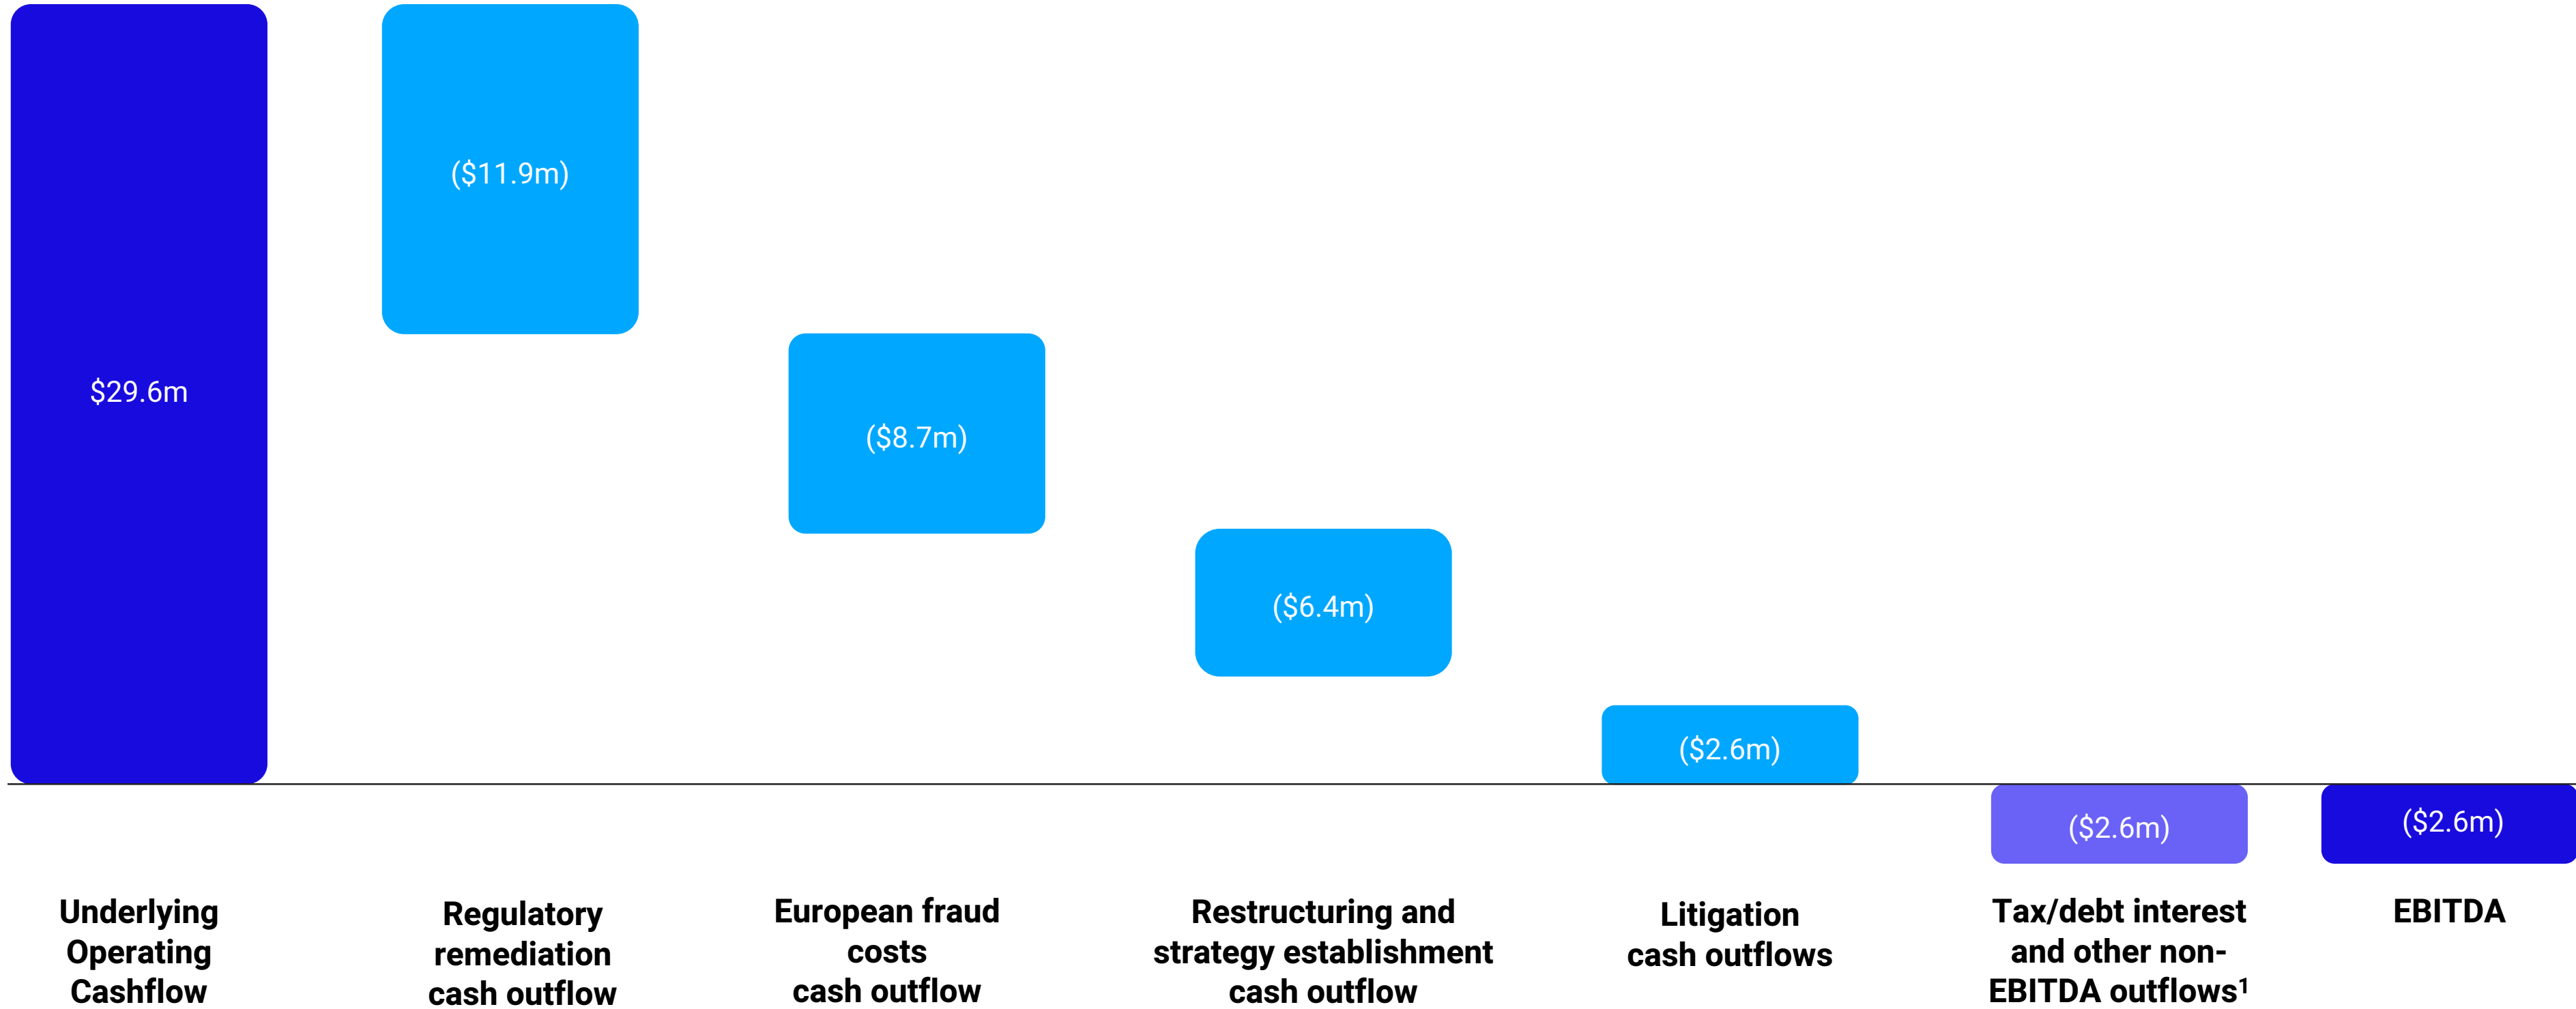 $29.6m
($11.9m)
($8.7m)
($6.4m)
($2.6m)
($2.6m)
($2.6m)
Underlying
Operating
Cashflow
Regulatory
remediation
cash outflow
European fraud
costs
cash outflow
Restructuring and
strategy establishment
cash outflow
Litigation
cash outflows
Tax/debt interest
and other non-
EBITDA outflows¹
EBITDA